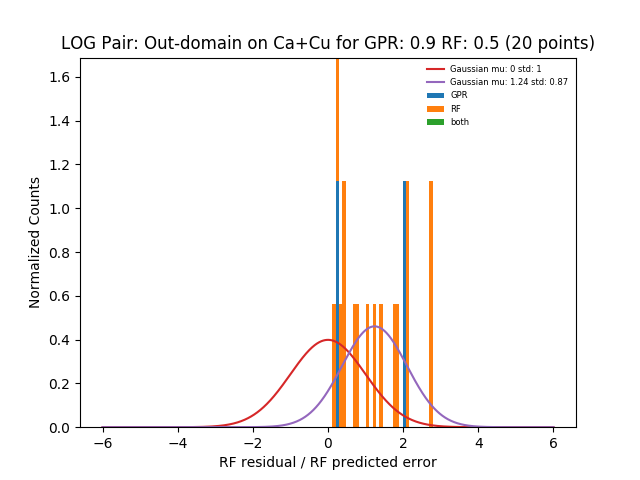 LOG Pair: Out-domain on Ca+Cu for GPR: 0.9 RF: 0.5 (20 points)
Gaussian mu: 0 std: 1
Gaussian mu: 1.24 std: 0.87
GPR
RF
both
Normalized Counts
1.6
1.4
1.2
1.0
0.8
0.6
0.4
0.2
0.0
−6 −4 −2 0 2 4 6
RF residual / RF predicted error